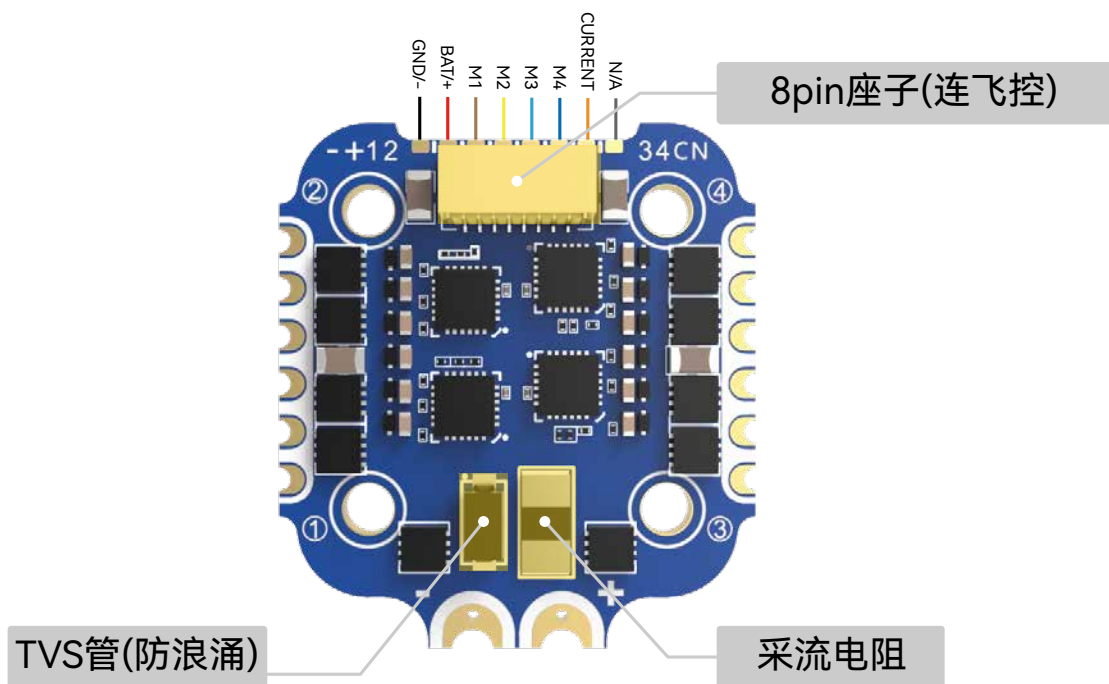 GND/-
BAT/+
M1
M2
M3
M4
CURRENT
N/A
8pin座子(连飞控)
-+12
34CN
②
④
①
③
-
+
TVS管(防浪涌)
采流电阻